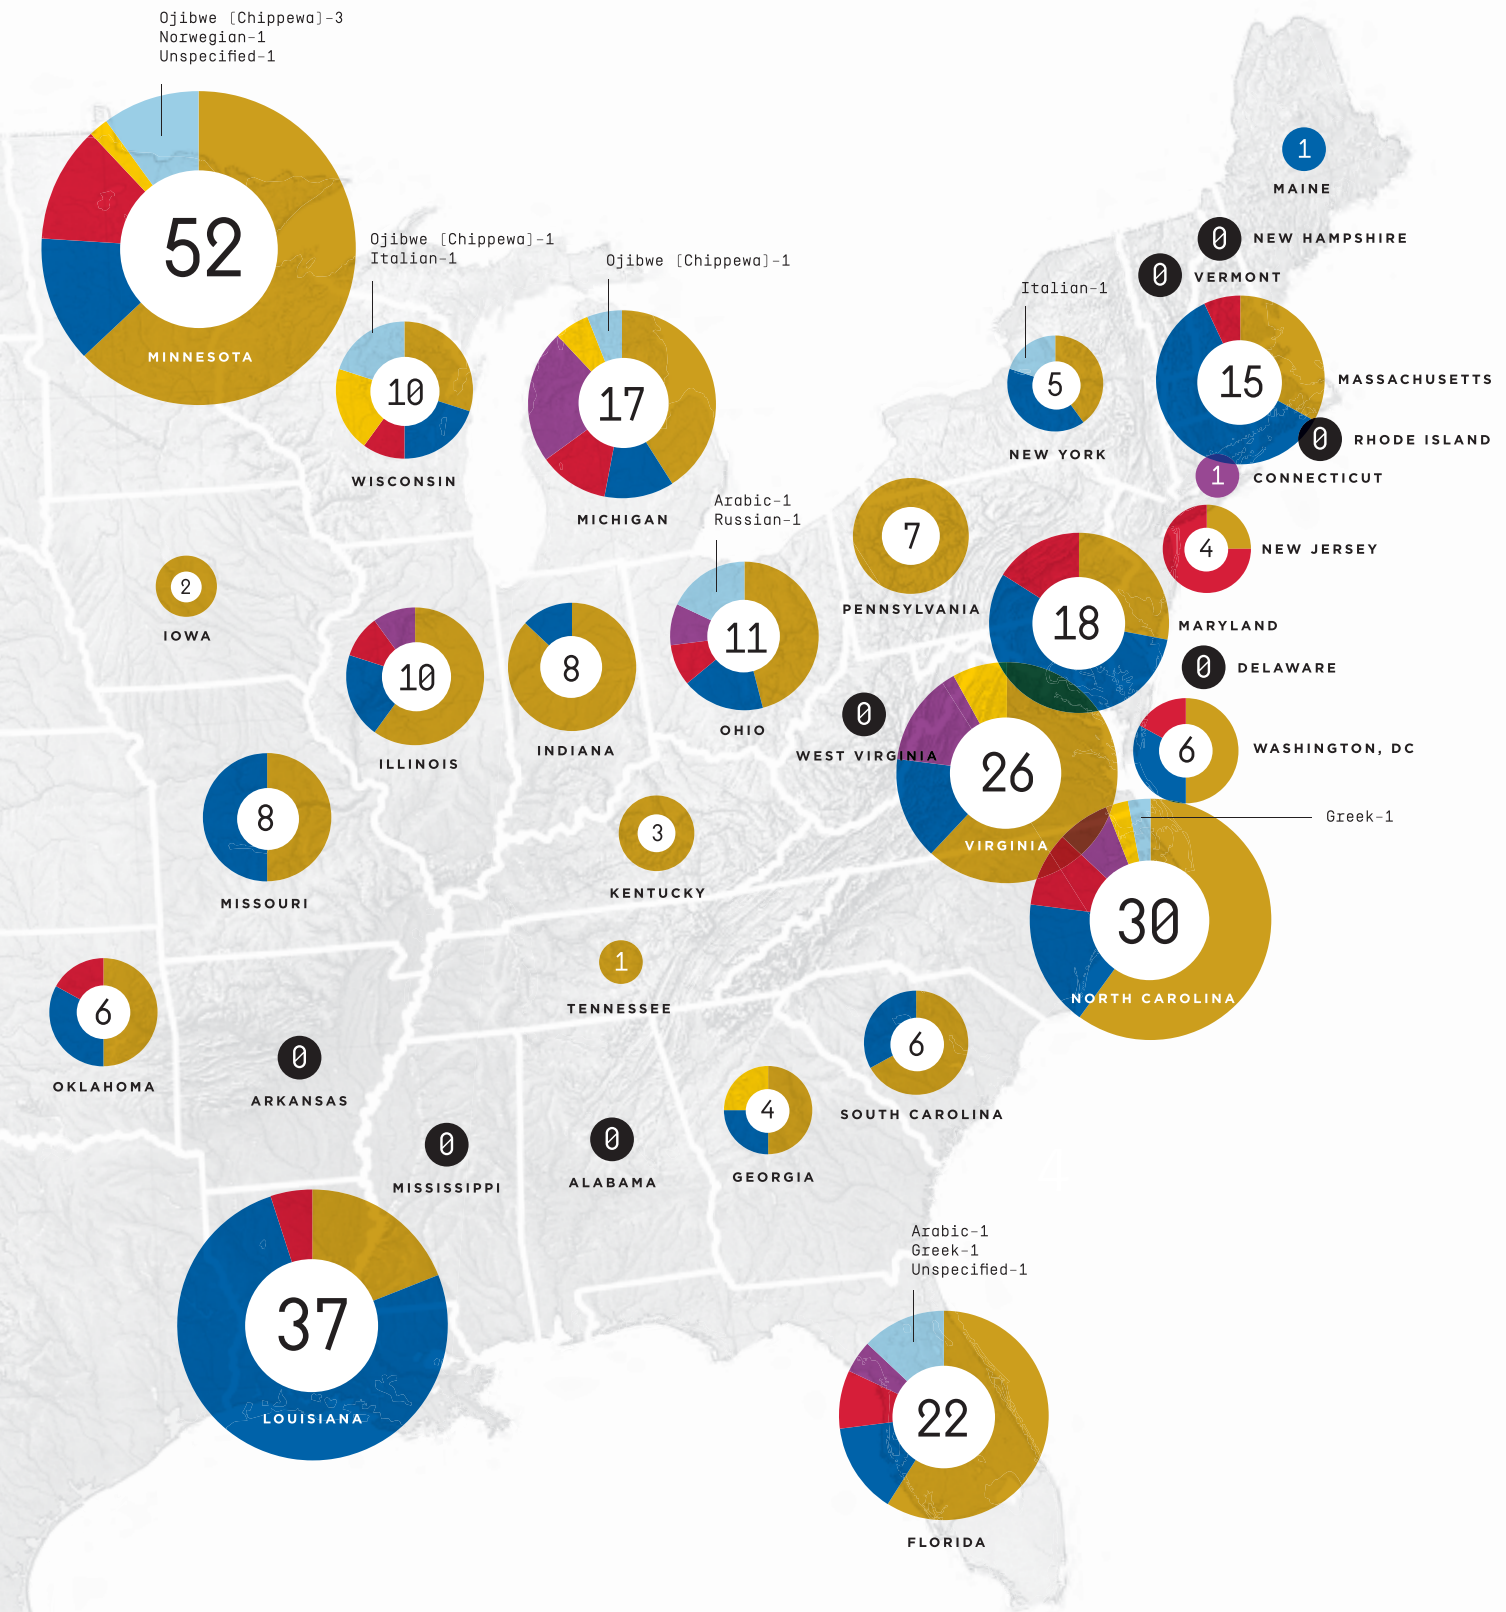 Ojibwe [Chippewa]-3
Norwegian-1
Unspecified-1
52
MINNESOTA
Ojibwe [Chippewa]-1
Italian-1
10
WISCONSIN
Ojibwe [Chippewa]-1
17
MICHIGAN
1
MAINE
0 NEW HAMPSHIRE
0 VERMONT
Italian-1
5
NEW YORK
15 MASSACHUSETTS
0 RHODE ISLAND
1 CONNECTICUT
4 NEW JERSEY
7
PENNSYLVANIA
18 MARYLAND
0 DELAWARE
6 WASHINGTON, DC
2
IOWA
10
ILLINOIS
8
INDIANA
Arabic-1
Russian-1
11
OHIO
0
WEST VIRGINIA
26
VIRGINIA
Greek-1
30
NORTH CAROLINA
8
MISSOURI
3
KENTUCKY
1
TENNESSEE
6
OKLAHOMA
0
ARKANSAS
0
MISSISSIPPI
0
ALABAMA
4
GEORGIA
6
SOUTH CAROLINA
37
LOUISIANA
Arabic-1
Greek-1
Unspecified-1
22
FLORIDA